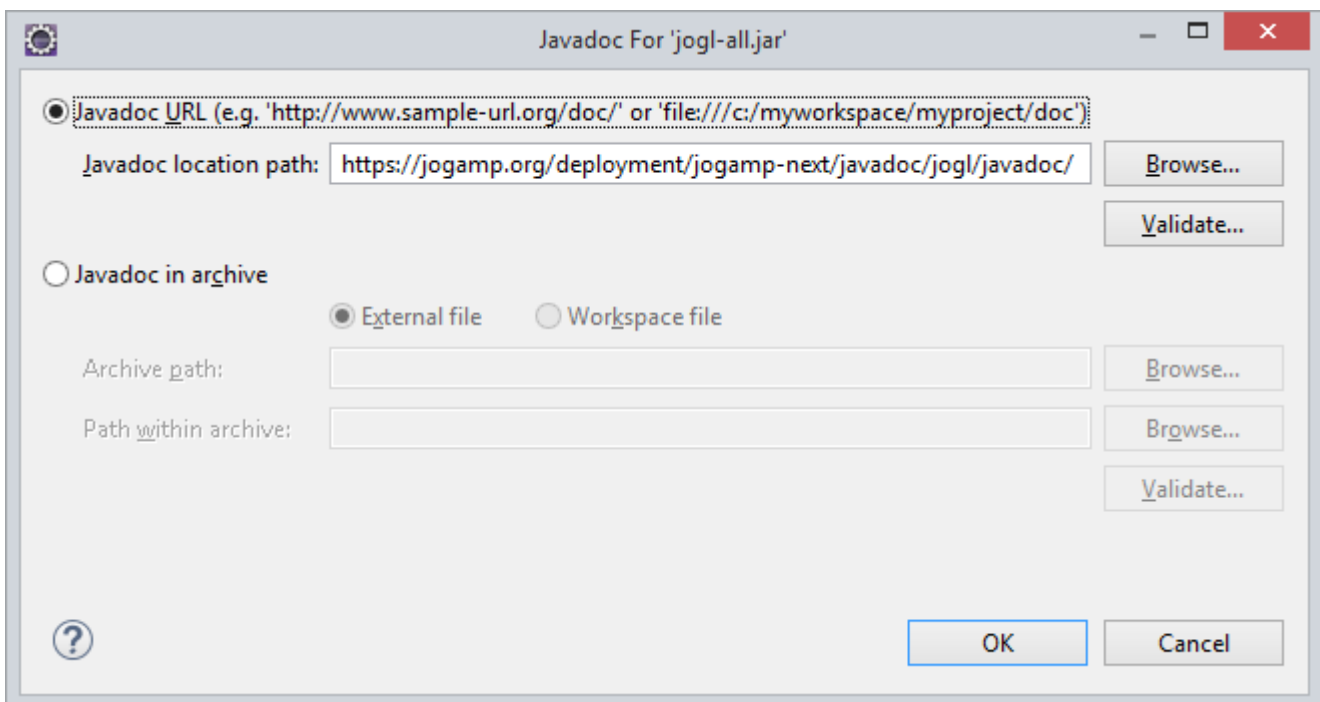 Javadoc For 'jogl-all.jar'
Javadoc URL (e.g. 'http://www.sample-url.org/doc/' or 'file:///c:/myworkspace/myproject/doc')
Javadoc location path: https://jogamp.org/deployment/jogamp-next/javadoc/jogl/javadoc/ Browse...
Validate...
Javadoc in archive
External file Workspace file
Archive path: Browse...
Path within archive: Browse...
Validate...
? OK Cancel